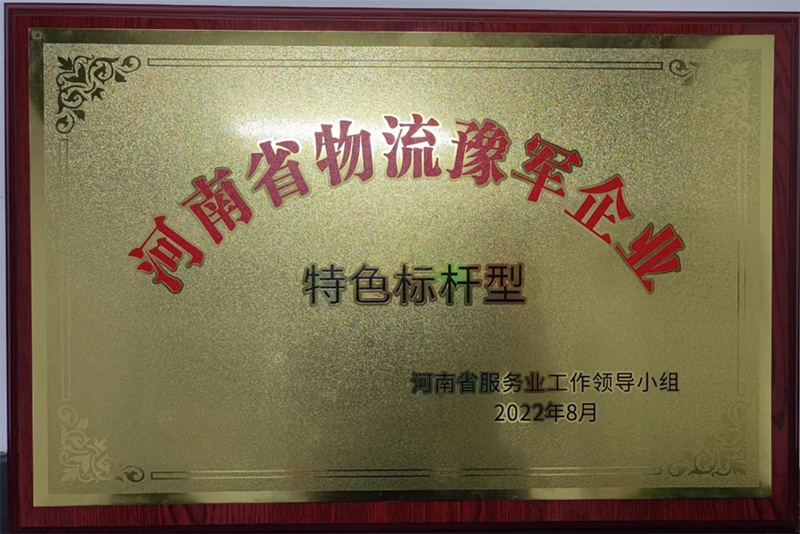 河南省物流豫军企业
特色标杆型
河南省服务业工作领导小组
2022年8月